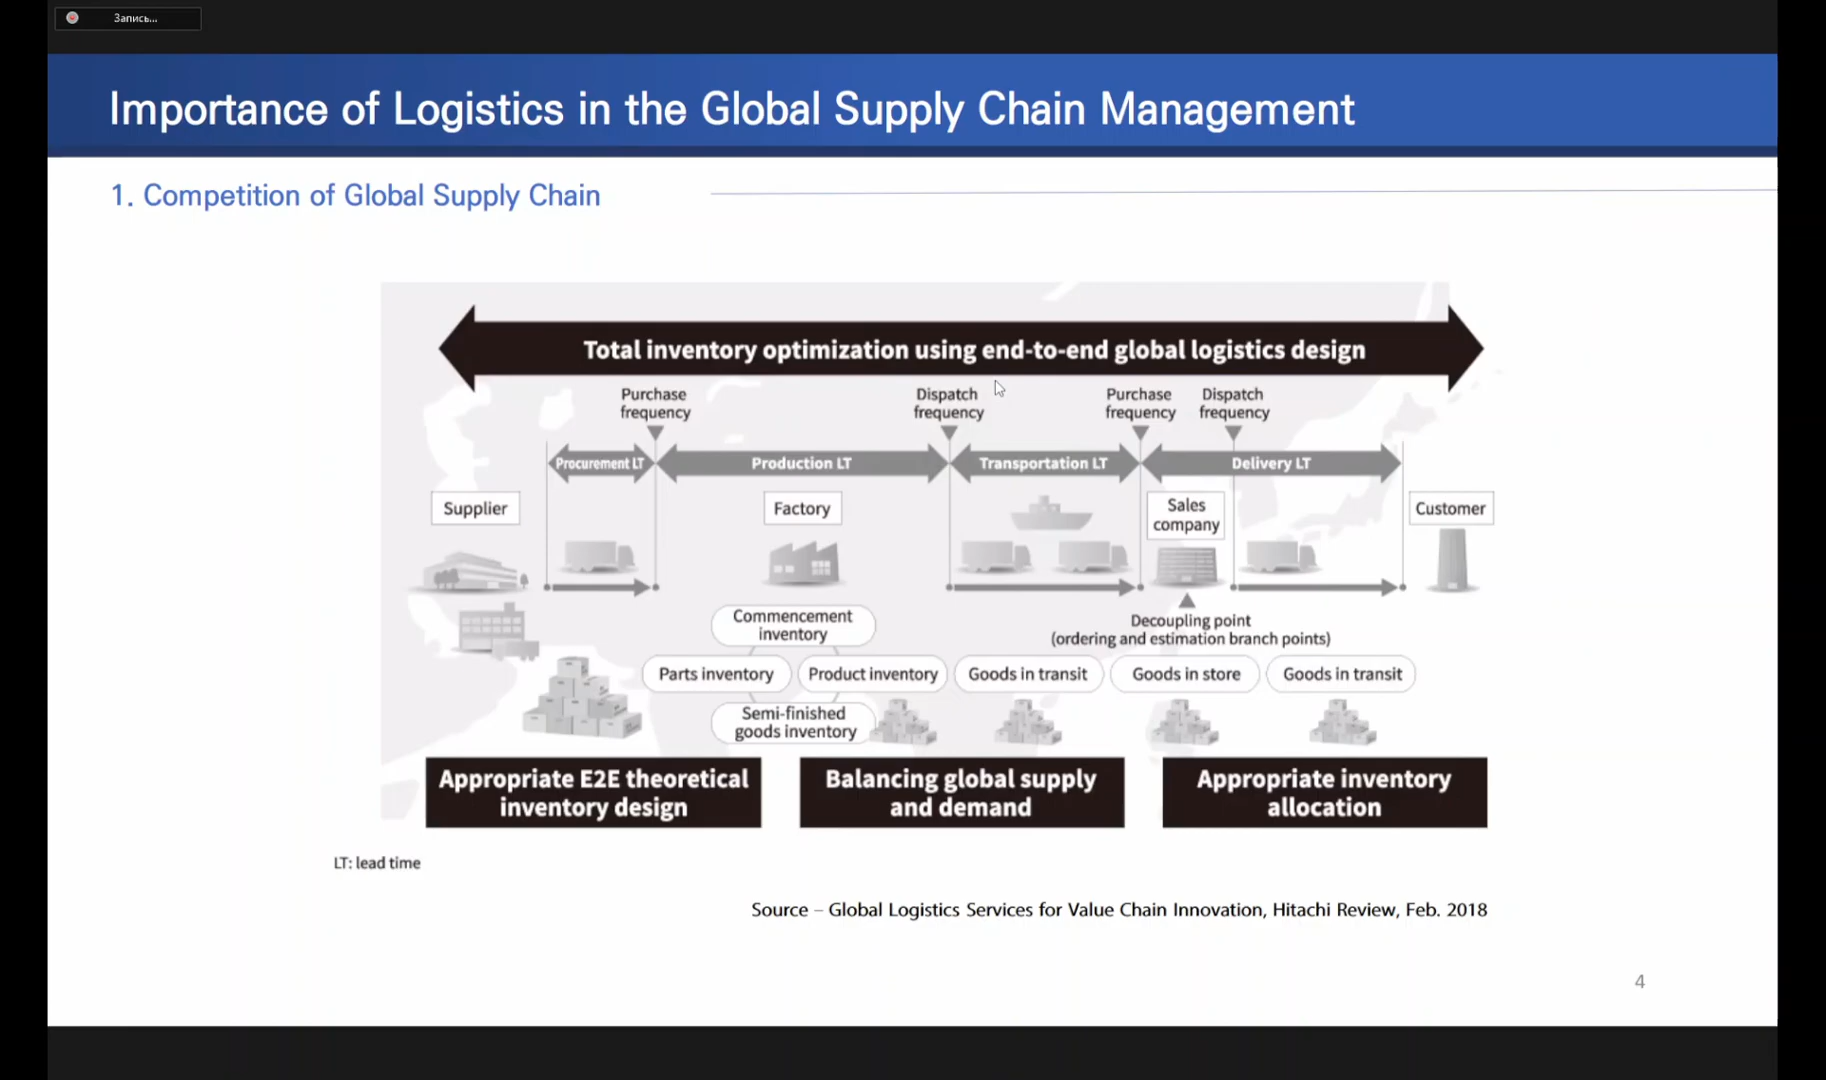 Запись...
Importance of Logistics in the Global Supply Chain Management
1. Competition of Global Supply Chain
Total inventory optimization using end-to-end global logistics design
Purchase
frequency
Dispatch
frequency
Purchase
frequency
Dispatch
frequency
Procurement LT
Production LT
Transportation LT
Delivery LT
Supplier
Factory
Sales
company
Customer
Commencement
inventory
Decoupling point
(ordering and estimation branch points)
Parts inventory
Product inventory
Goods in transit
Goods in store
Goods in transit
Semi-finished
goods inventory
Appropriate E2E theoretical
inventory design
Balancing global supply
and demand
Appropriate inventory
allocation
LT: lead time
Source – Global Logistics Services for Value Chain Innovation, Hitachi Review, Feb. 2018
4